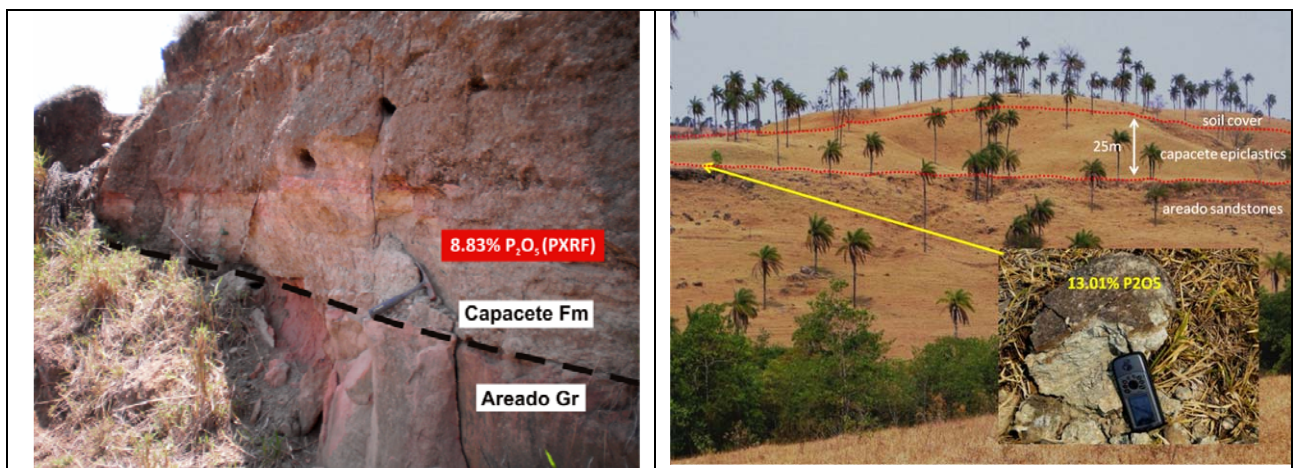 8.83% P₂O₅ (PXRF)
Capacete Fm
Areado Gr
soil cover
25m
capacete epiclastics
areado sandstones
13.01% P2O5